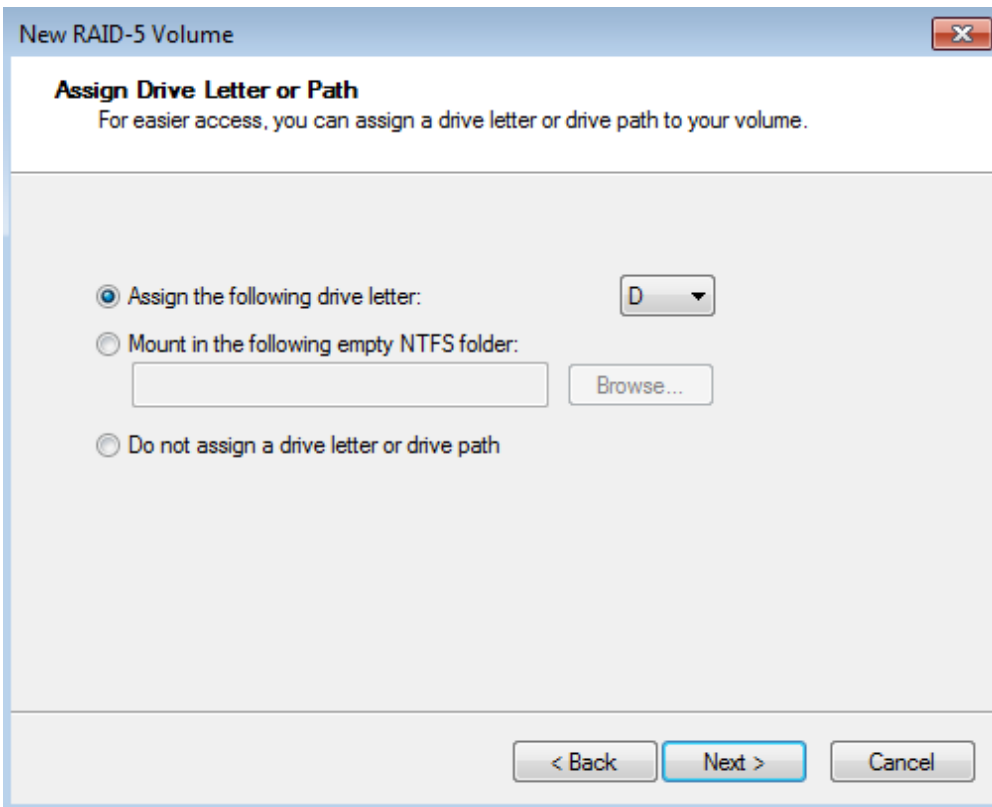 New RAID-5 Volume
Assign Drive Letter or Path
For easier access, you can assign a drive letter or drive path to your volume.
Assign the following drive letter: D
Mount in the following empty NTFS folder:
Browse...
Do not assign a drive letter or drive path
< Back Next > Cancel